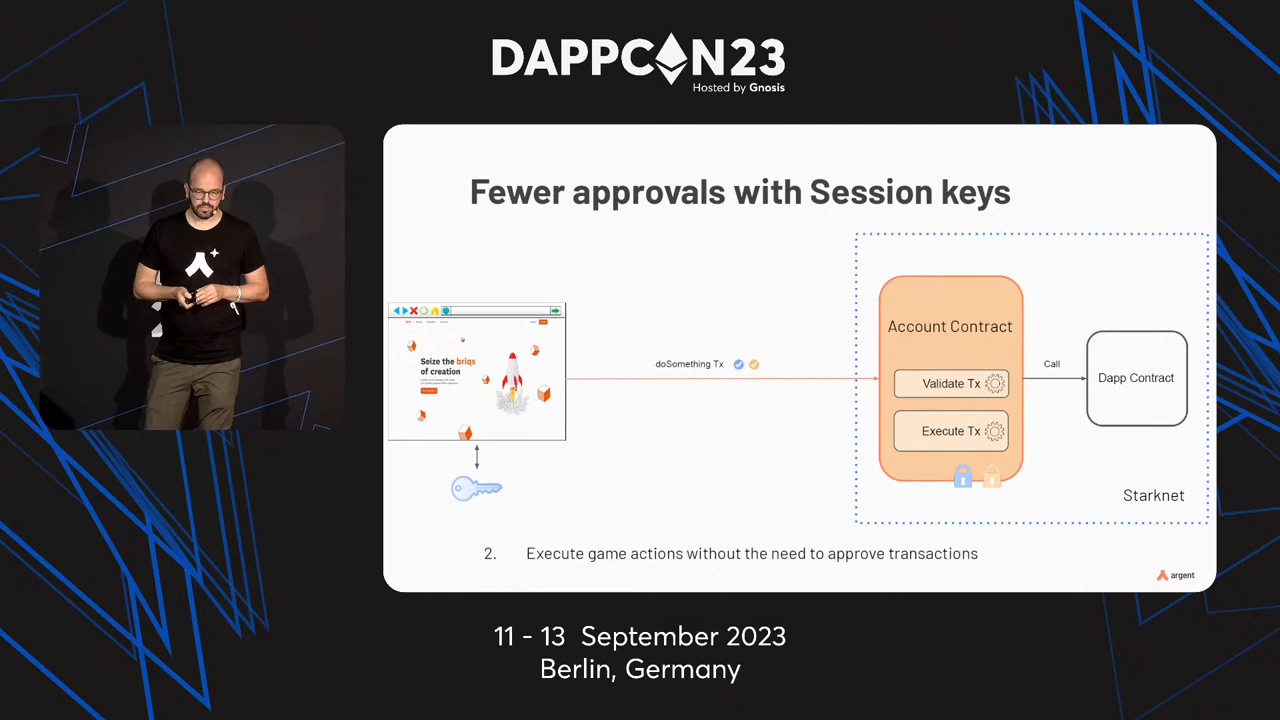 DAPPCON23
Hosted by Gnosis
Fewer approvals with Session keys
Seize the briqs
of creation
doSomething Tx
Account Contract
Validate Tx
Execute Tx
Call
Dapp Contract
Starknet
2. Execute game actions without the need to approve transactions
argent
11 - 13 September 2023
Berlin, Germany